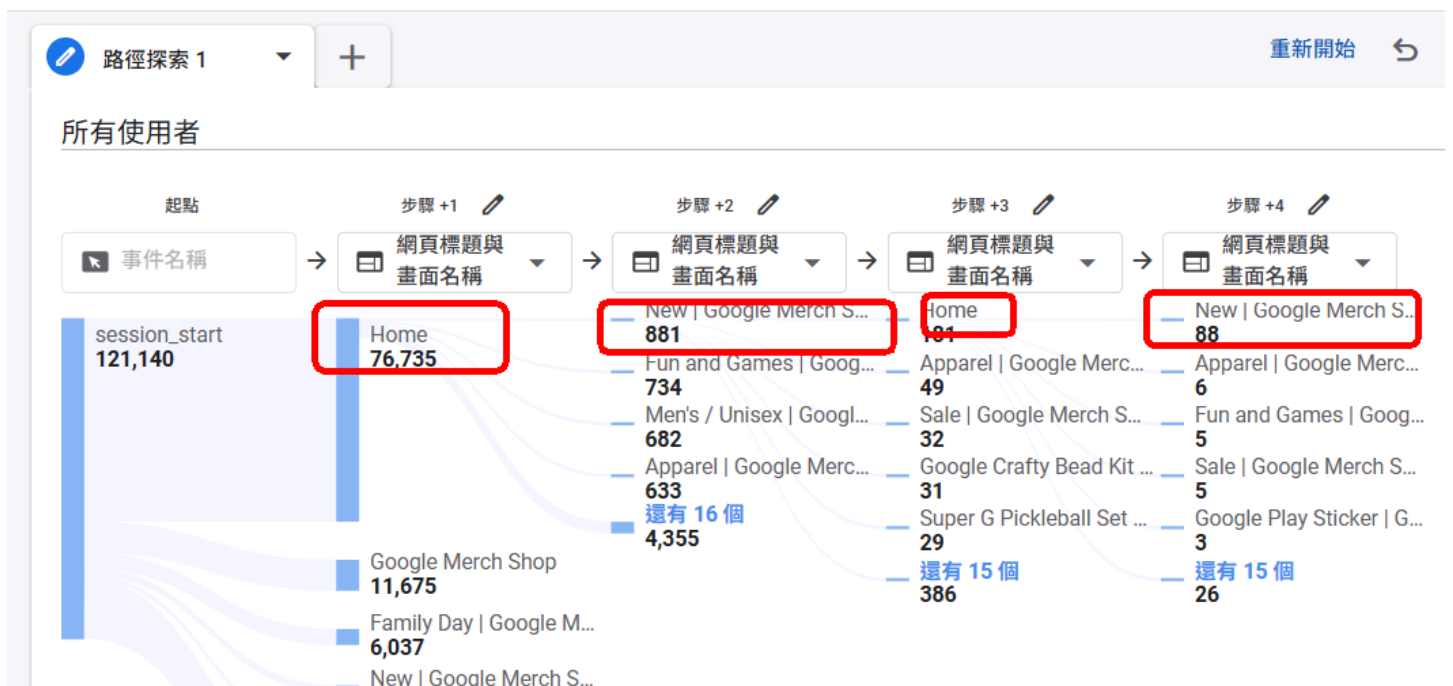 路徑探索 1
重新開始
所有使用者
起點
步驟 +1
步驟 +2
步驟 +3
步驟 +4
事件名稱
網頁標題與
畫面名稱
網頁標題與
畫面名稱
網頁標題與
畫面名稱
網頁標題與
畫面名稱
session_start
121,140
Home
76,735
Google Merch Shop
11,675
Family Day | Google M...
6,037
New | Google Merch S...
New | Google Merch S...
881
Fun and Games | Goog...
734
Men's / Unisex | Googl...
682
Apparel | Google Merc...
633
還有 16 個
4,355
Home
181
Apparel | Google Merc...
49
Sale | Google Merch S...
32
Google Crafty Bead Kit ...
31
Super G Pickleball Set ...
29
還有 15 個
386
New | Google Merch S...
88
Apparel | Google Merc...
6
Fun and Games | Goog...
5
Sale | Google Merch S...
5
Google Play Sticker | G...
3
還有 15 個
26